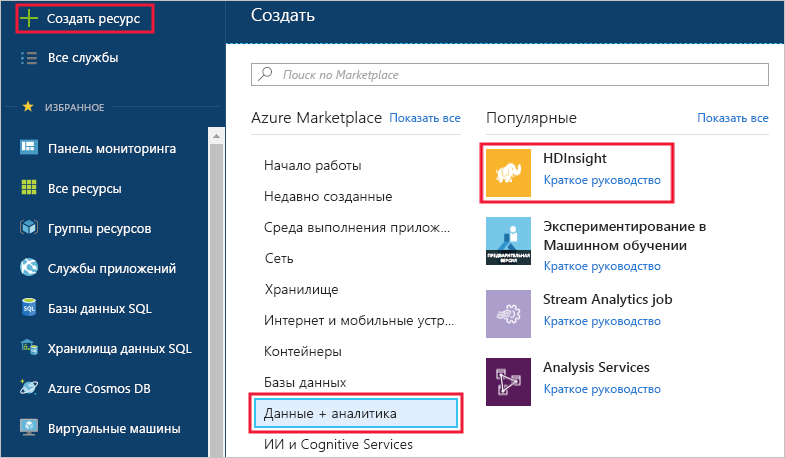 Создать ресурс
Все службы
ИЗБРАННОЕ
Панель мониторинга
Все ресурсы
Группы ресурсов
Службы приложений
Базы данных SQL
Хранилища данных SQL
Azure Cosmos DB
Виртуальные машины
Создать
Поиск по Marketplace
Azure Marketplace
Показать все
Начало работы
Недавно созданные
Среда выполнения прилож...
Сеть
Хранилище
Интернет и мобильные устр...
Контейнеры
Базы данных
Данные + аналитика
ИИ и Cognitive Services
Популярные
Показать все
HDInsight
Краткое руководство
Экспериментирование в
Машинном обучении
Краткое руководство
ПРЕДВАРИТЕЛЬНАЯ
ВЕРСИЯ
Stream Analytics job
Краткое руководство
Analysis Services
Краткое руководство